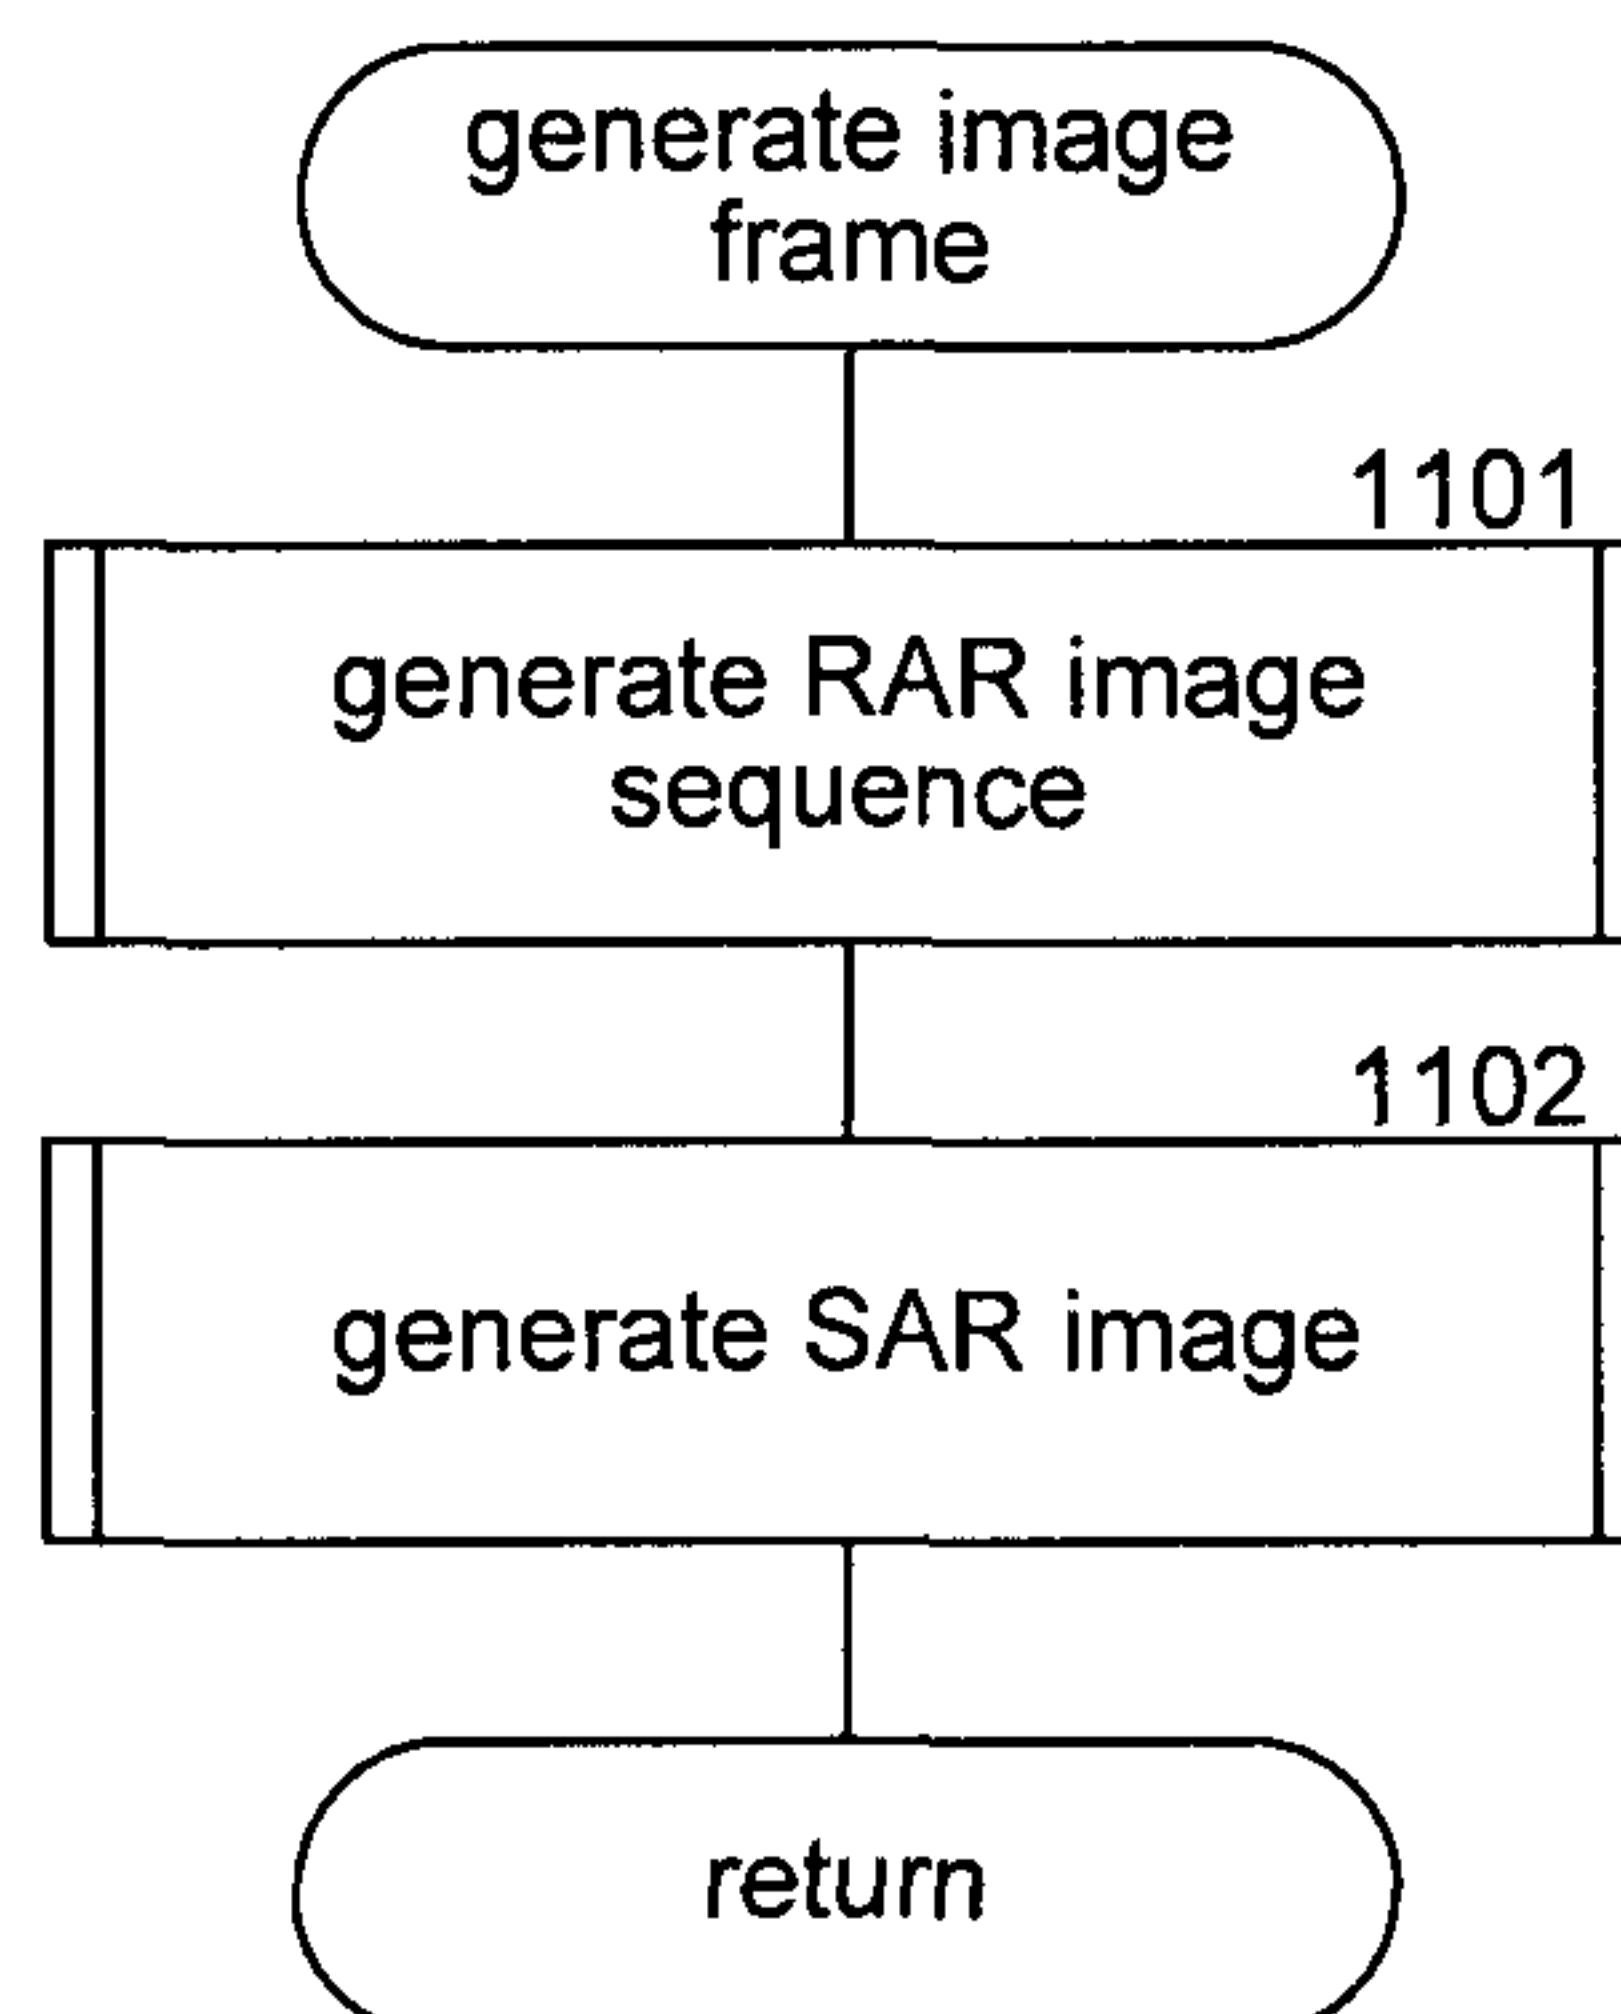 generate image
frame
1101
generate RAR image
sequence
1102
generate SAR image
return